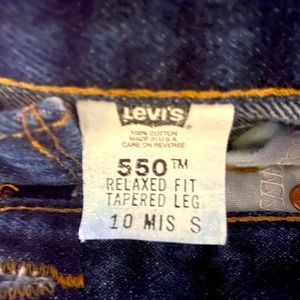 Levi's
100% COTTON
MADE IN U.S.A
CARE ON REVERSE
550™
RELAXED FIT
TAPERED LEG
10 MIS S